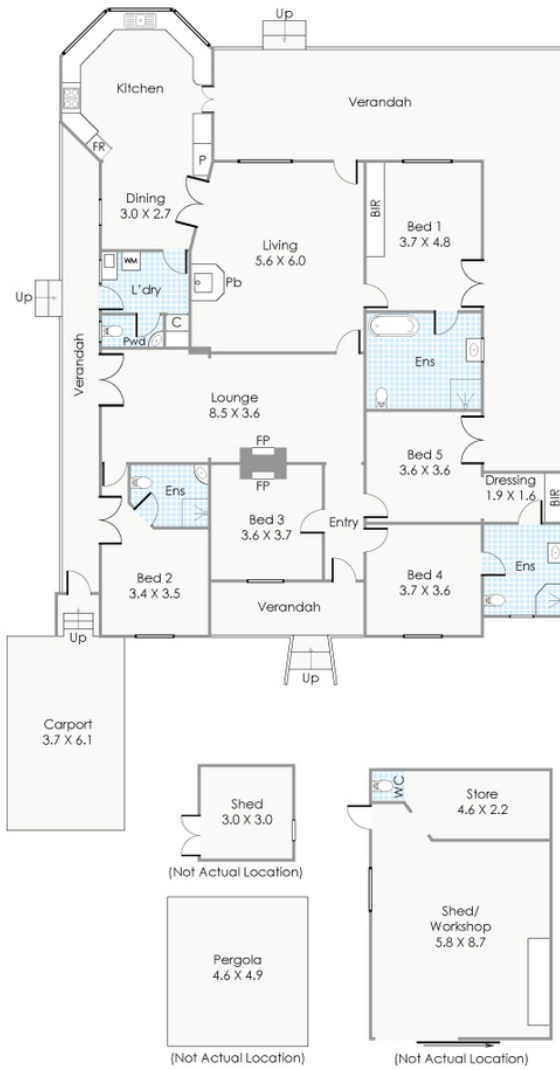 Up
Kitchen
Verandah
FR
P
Dining
3.0 X 2.7
BIR
Bed 1
3.7 X 4.8
Living
5.6 X 6.0
WM
L'dry
Pb
Up
Pwd
C
Verandah
Ens
Lounge
8.5 X 3.6
FP
FP
Bed 5
3.6 X 3.6
Dressing
1.9 X 1.6
BIR
Ens
Bed 3
3.6 X 3.7
Entry
Ens
Bed 2
3.4 X 3.5
Bed 4
3.7 X 3.6
Verandah
Up
Up
Carport
3.7 X 6.1
Shed
3.0 X 3.0
(Not Actual Location)
WC
Store
4.6 X 2.2
Shed/
Workshop
5.8 X 8.7
Pergola
4.6 X 4.9
(Not Actual Location)
(Not Actual Location)